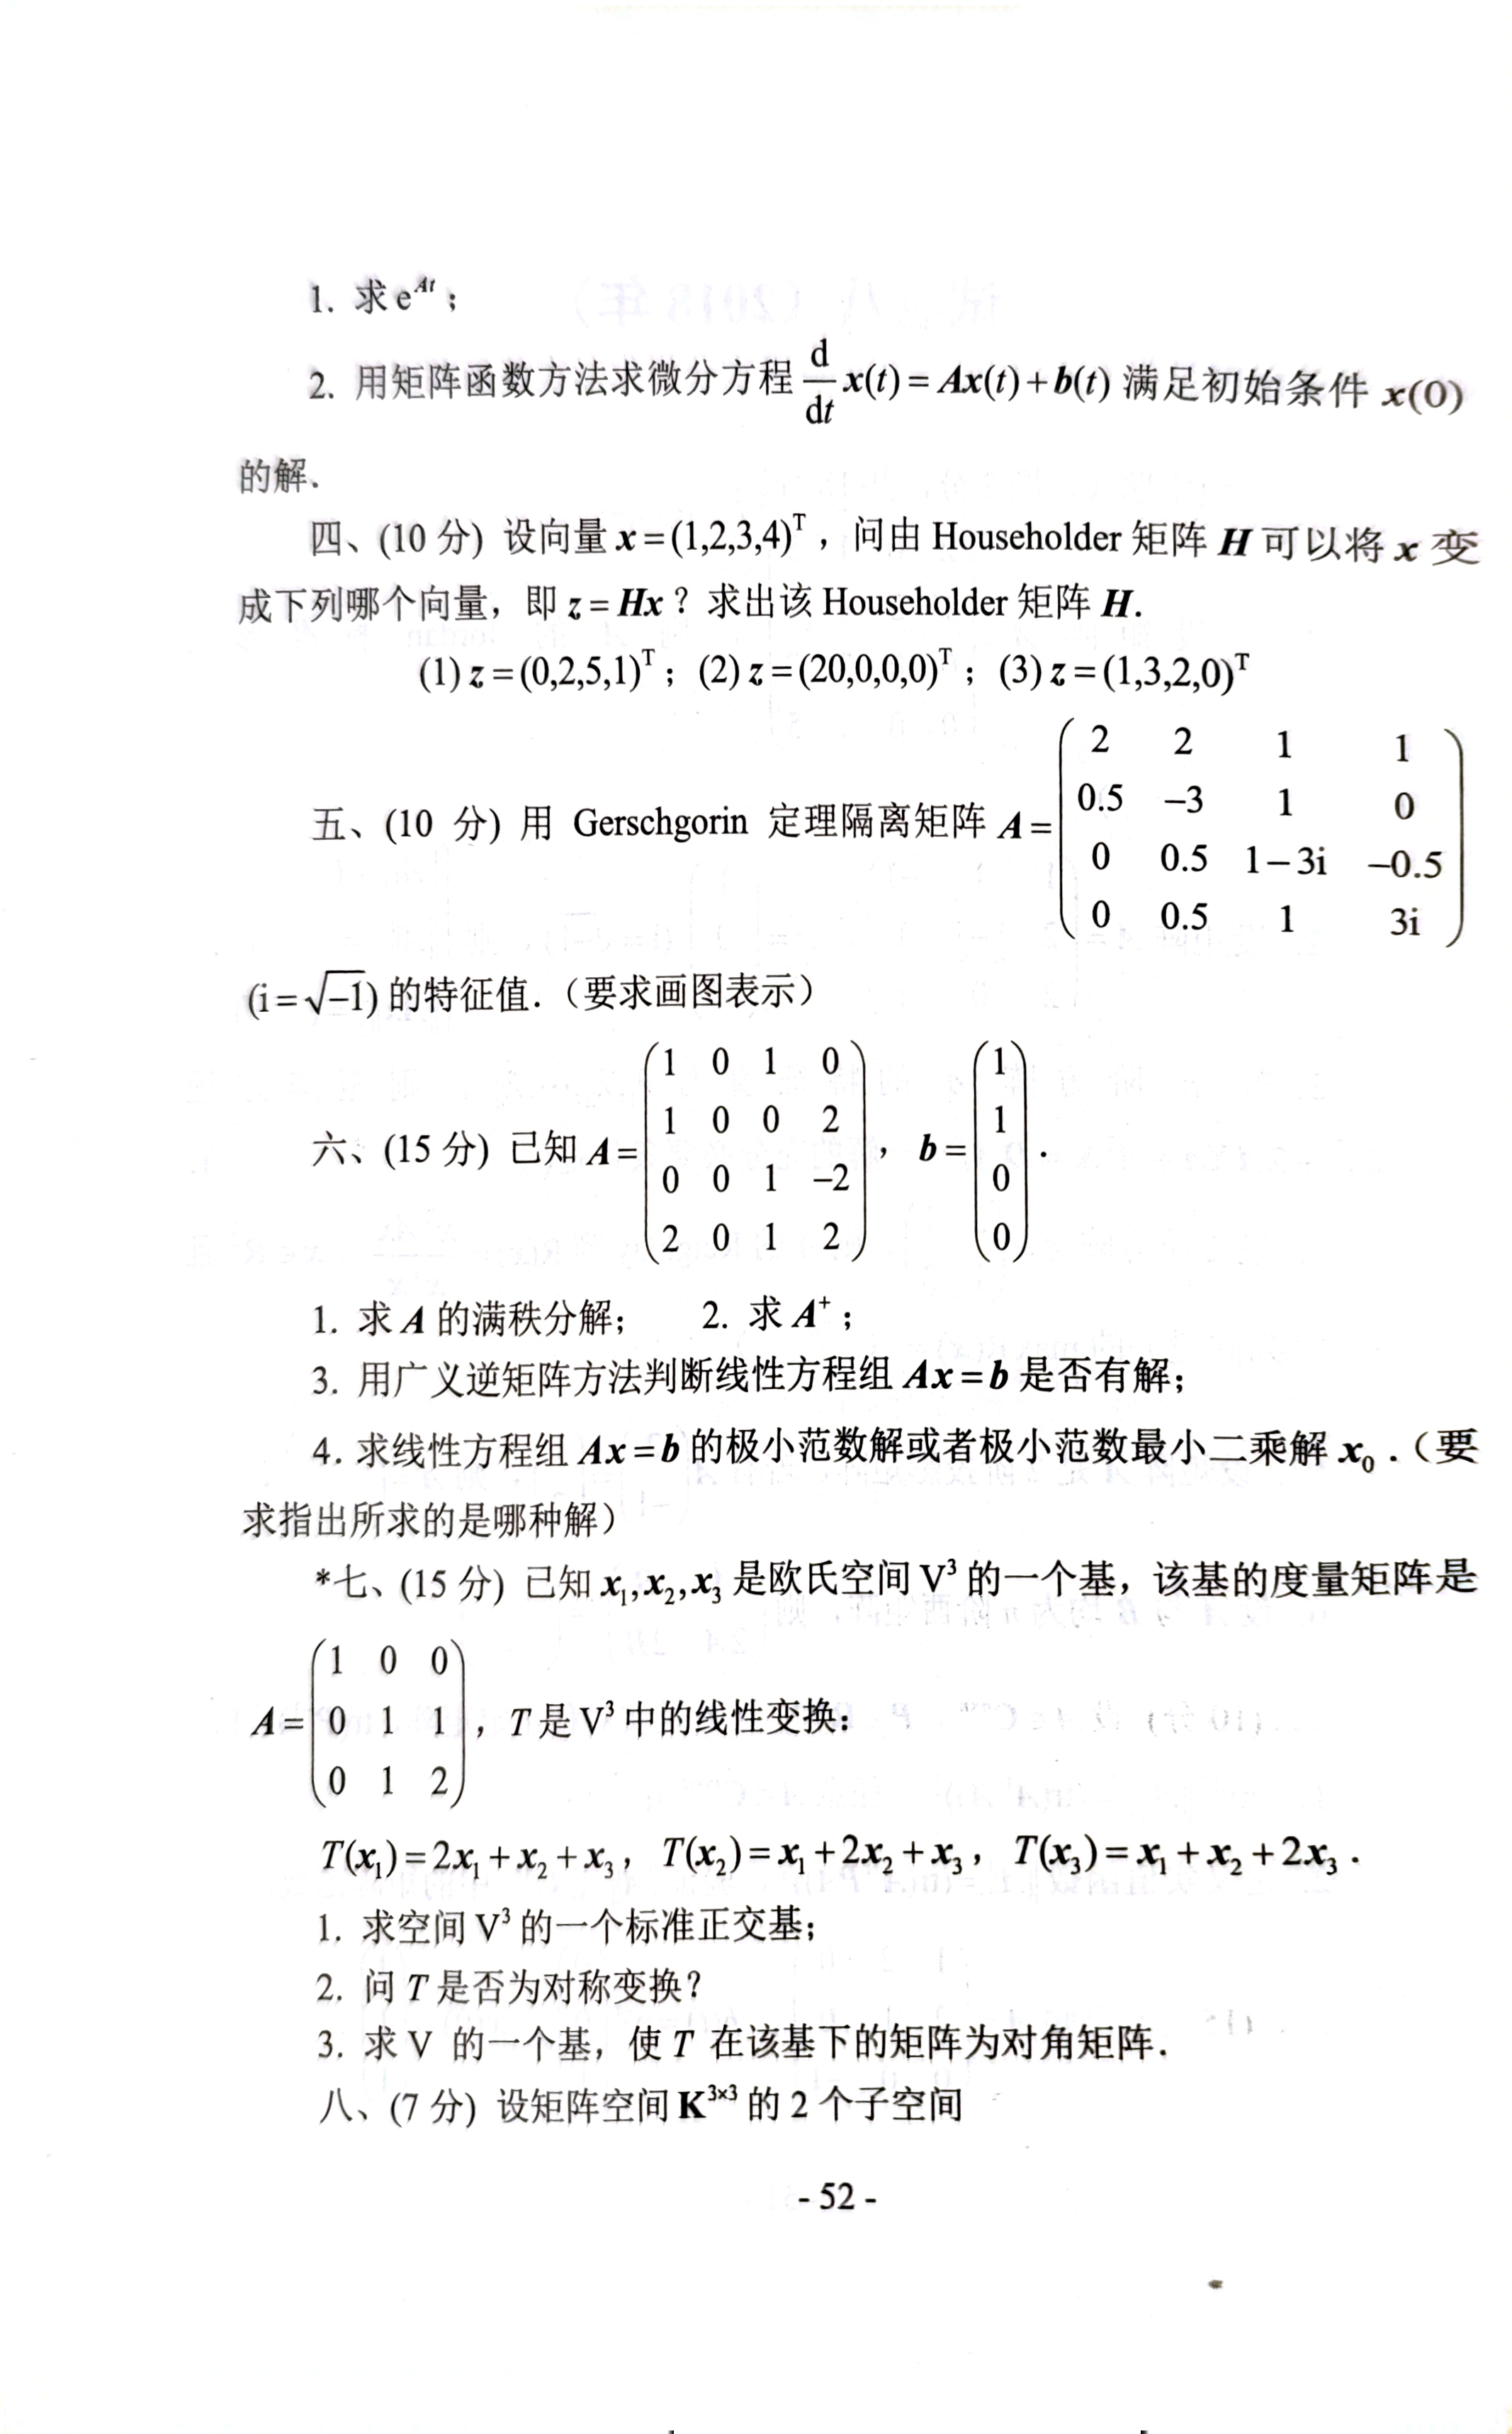 1. 求 e^{At}；
2. 用矩阵函数方法求微分方程 \frac{d}{dt}x(t) = Ax(t) + b(t) 满足初始条件 x(0)
的解.
四、(10 分) 设向量 x = (1,2,3,4)^T，问由 Householder 矩阵 H 可以将 x 变
成下列哪个向量，即 z = Hx？求出该 Householder 矩阵 H.
(1) z = (0,2,5,1)^T；(2) z = (20,0,0,0)^T；(3) z = (1,3,2,0)^T
五、(10 分) 用 Gerschgorin 定理隔离矩阵 A = \begin{pmatrix} 2 & 2 & 1 & 1 \\ 0.5 & -3 & 1 & 0 \\ 0 & 0.5 & 1-3i & -0.5 \\ 0 & 0.5 & 1 & 3i \end{pmatrix}
(i = \sqrt{-1}) 的特征值.（要求画图表示）
六、(15 分) 已知 A = \begin{pmatrix} 1 & 0 & 1 & 0 \\ 1 & 0 & 0 & 2 \\ 0 & 0 & 1 & -2 \\ 2 & 0 & 1 & 2 \end{pmatrix}， b = \begin{pmatrix} 1 \\ 1 \\ 0 \\ 0 \end{pmatrix}.
1. 求 A 的满秩分解； 2. 求 A^+；
3. 用广义逆矩阵方法判断线性方程组 Ax = b 是否有解；
4. 求线性方程组 Ax = b 的极小范数解或者极小范数最小二乘解 x_0.（要
求指出所求的是哪种解）
*七、(15 分) 已知 x_1, x_2, x_3 是欧氏空间 V^3 的一个基，该基的度量矩阵是
A = \begin{pmatrix} 1 & 0 & 0 \\ 0 & 1 & 1 \\ 0 & 1 & 2 \end{pmatrix}，T 是 V^3 中的线性变换：
T(x_1) = 2x_1 + x_2 + x_3， T(x_2) = x_1 + 2x_2 + x_3， T(x_3) = x_1 + x_2 + 2x_3.
1. 求空间 V^3 的一个标准正交基；
2. 问 T 是否为对称变换？
3. 求 V 的一个基，使 T 在该基下的矩阵为对角矩阵.
八、(7 分) 设矩阵空间 K^{3×3} 的 2 个子空间
- 52 -